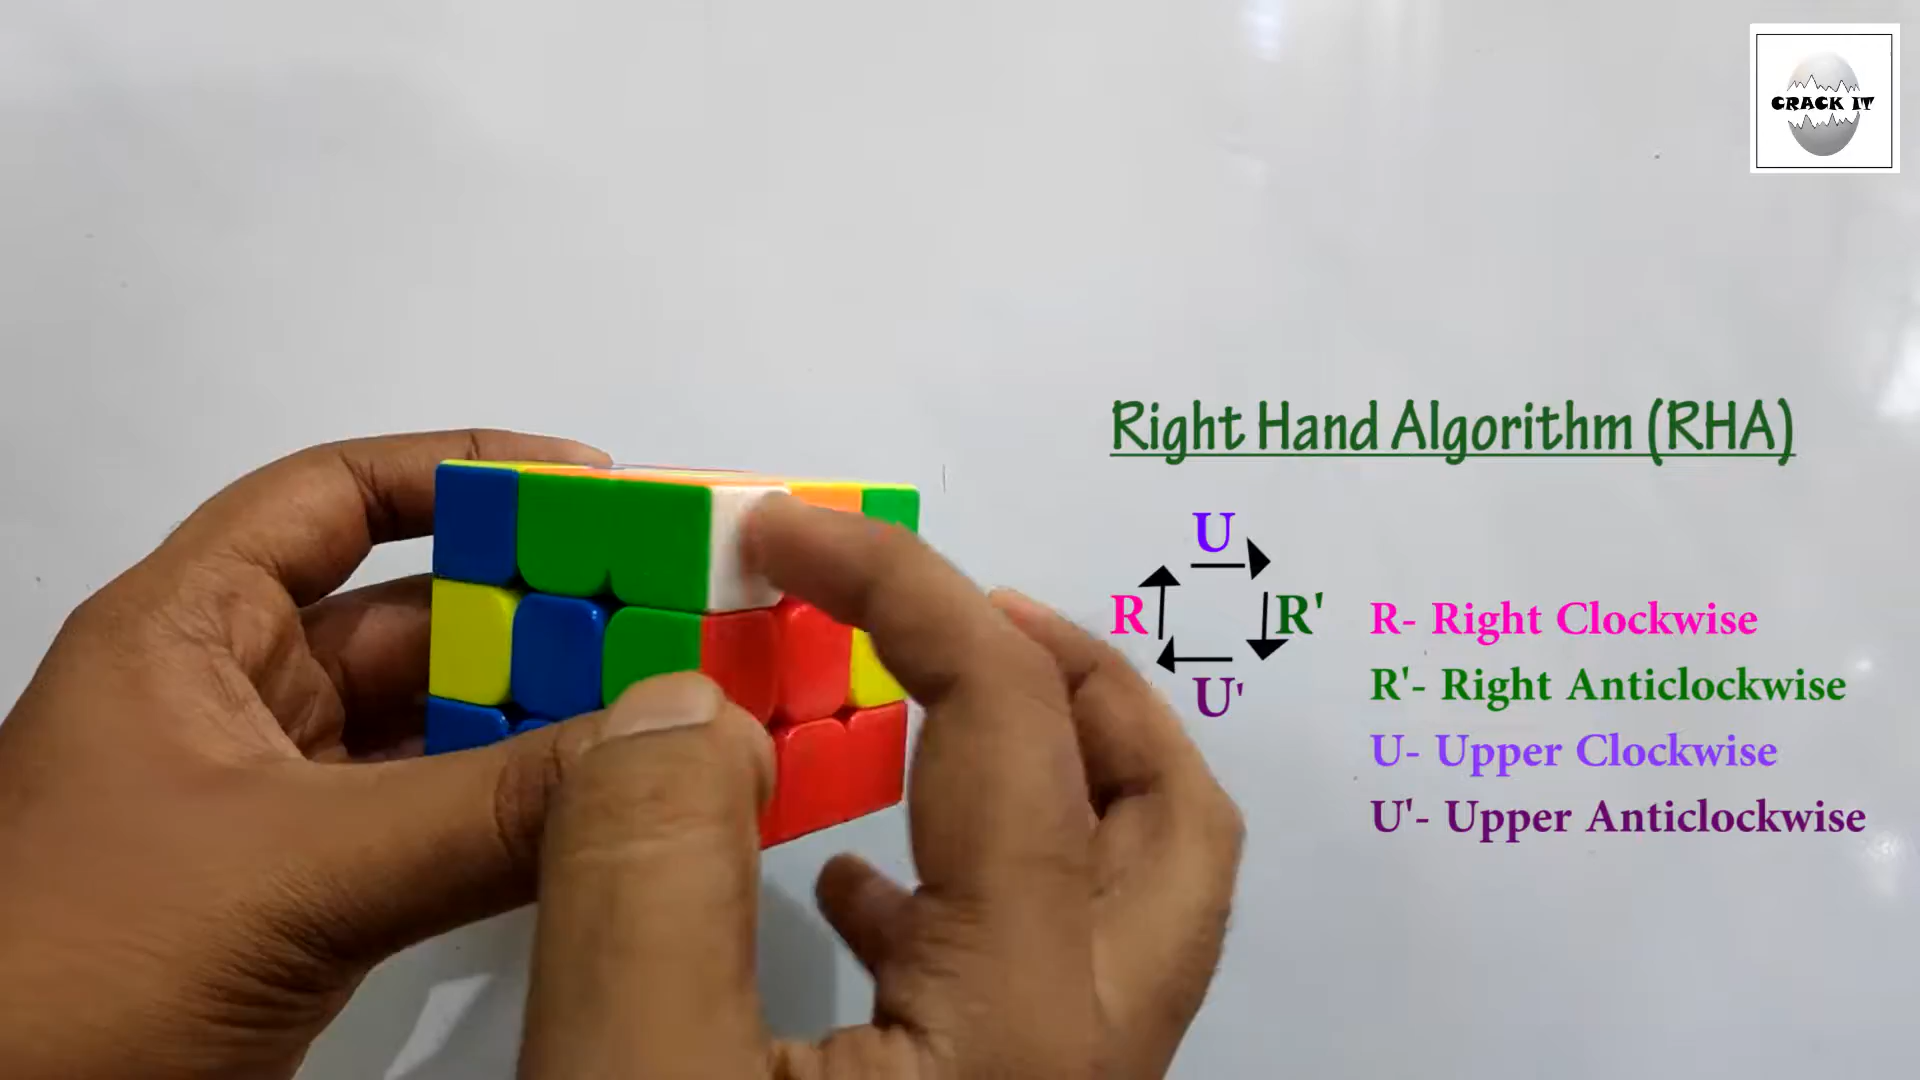 CRACK IT
Right Hand Algorithm (RHA)
U
R
R'
U'
R- Right Clockwise
R'- Right Anticlockwise
U- Upper Clockwise
U'- Upper Anticlockwise